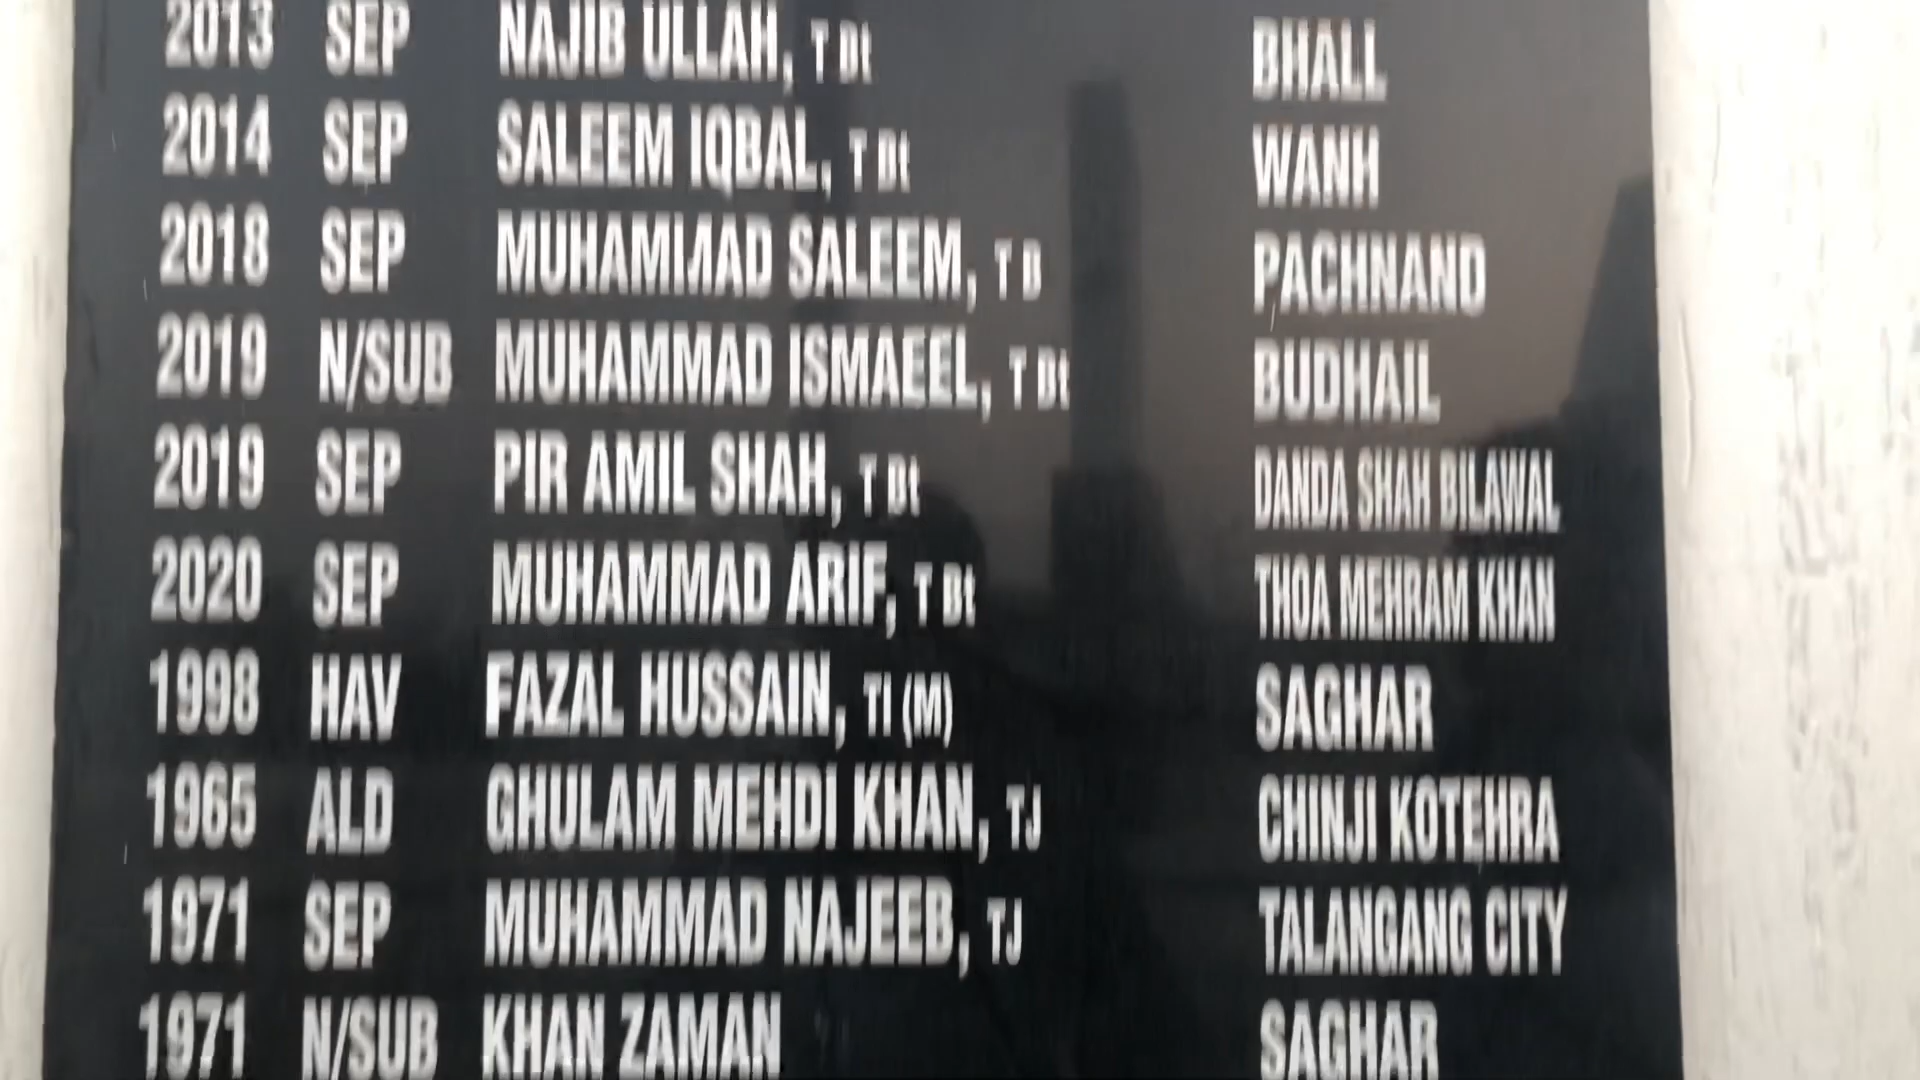 2013 SEP NAJIB ULLAH, T Bt BHALL
2014 SEP SALEEM IQBAL, T Bt WANH
2018 SEP MUHAMMAD SALEEM, T B PACHNAND
2019 N/SUB MUHAMMAD ISMAEEL, T Bt BUDHAIL
2019 SEP PIR AMIL SHAH, T Bt DANDA SHAH BILAWAL
2020 SEP MUHAMMAD ARIF, T Bt THOA MEHRAM KHAN
1998 HAV FAZAL HUSSAIN, TI (M) SAGHAR
1965 ALD GHULAM MEHDI KHAN, TJ CHINJI KOTEHRA
1971 SEP MUHAMMAD NAJEEB, TJ TALANGANG CITY
1971 N/SUB KHAN ZAMAN SAGHAR